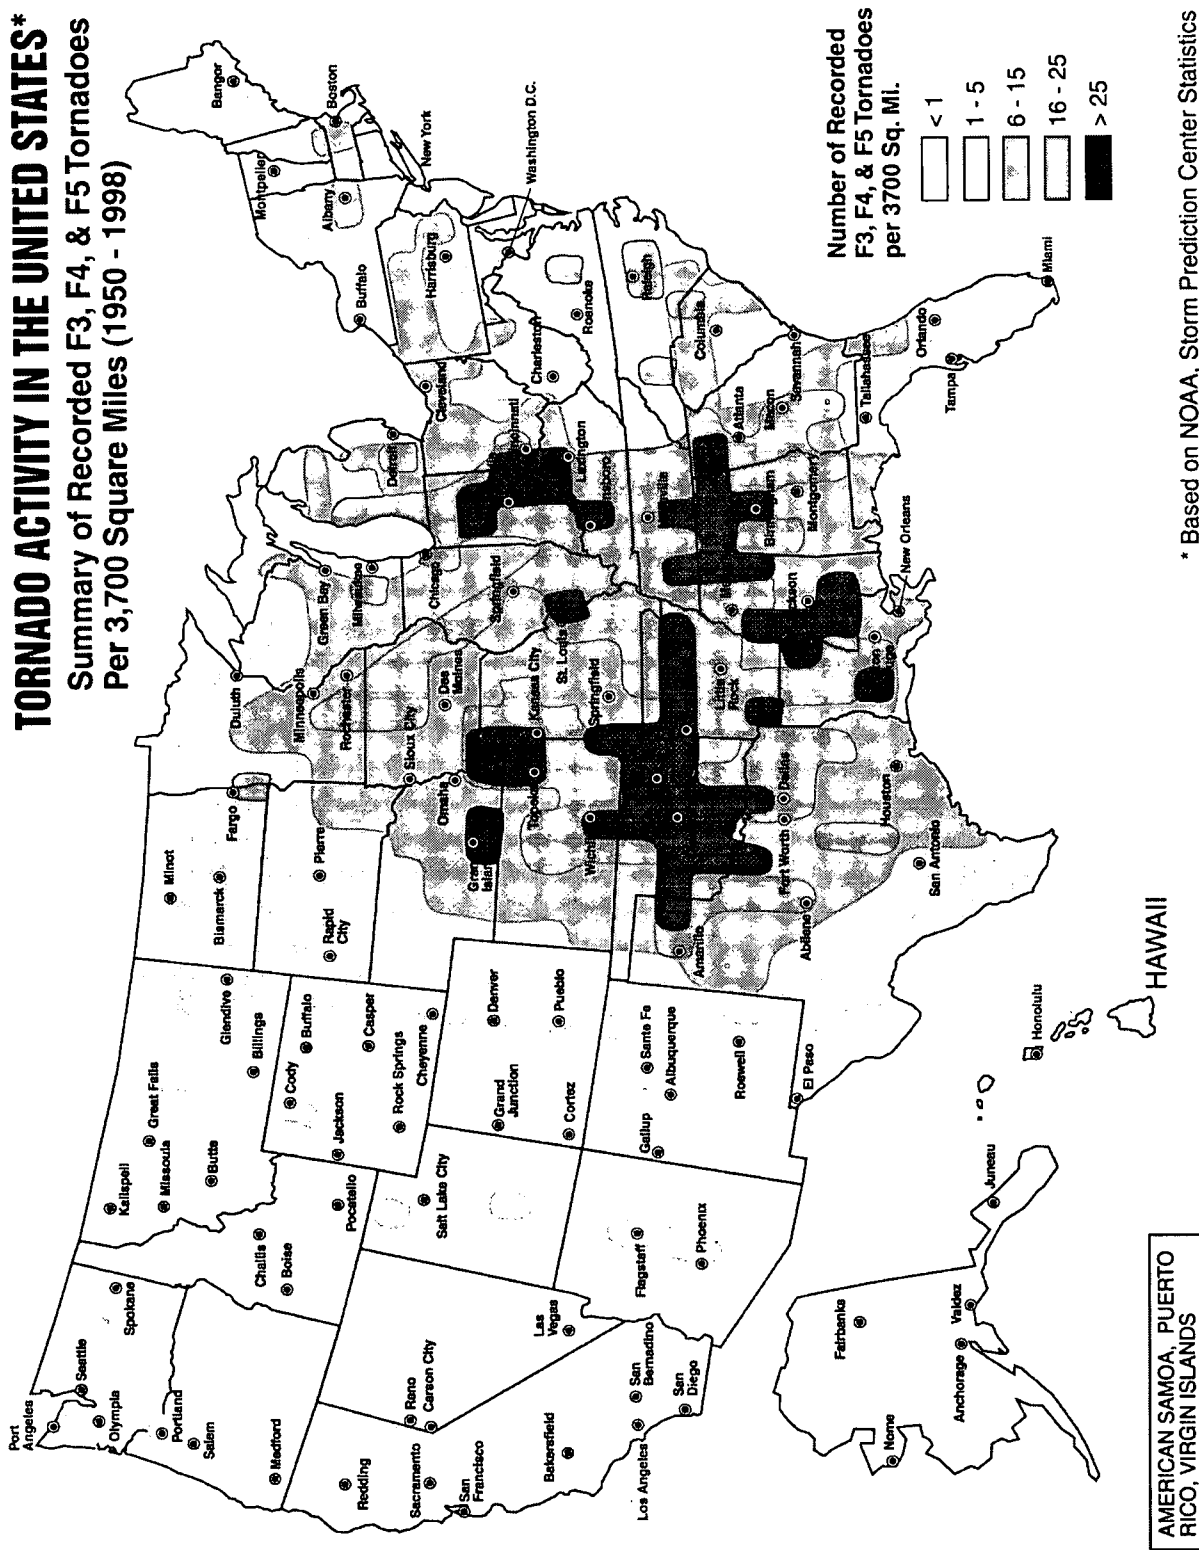 TORNADO ACTIVITY IN THE UNITED STATES*
Summary of Recorded F3, F4, & F5 Tornadoes
Per 3,700 Square Miles (1950 - 1998)
Port
Angeles
Seattle
Olympia
Spokane
Portland
Salem
Medford
Kalispell
Missoula
Great Falls
Butte
Glendive
Billings
Challis
Boise
Pocatello
Cody
Buffalo
Jackson
Casper
Rock Springs
Cheyenne
Minot
Bismarck
Fargo
Rapid
City
Pierre
Duluth
Minneapolis
Rochester
Green Bay
Sioux City
Des
Moines
Omaha
Chicago
Springfield
Detroit
Cleveland
Buffalo
Albany
Montpelier
Bangor
Boston
New York
Harrisburg
Washington D.C.
Redding
Reno
Carson City
Sacramento
San
Francisco
Bakersfield
Los Angeles
San
Bernadino
San
Diego
Las
Vegas
Salt Lake City
Grand
Junction
Denver
Pueblo
Cortez
Flagstaff
Phoenix
Gallup
Sante Fe
Albuquerque
Roswell
El Paso
Kansas City
St. Louis
Springfield
Lexington
Charleston
Roanoke
Raleigh
Columbia
Atlanta
Macon
Savannah
Montgomery
Tallahassee
Orlando
Tampa
Miami
Little
Rock
New Orleans
Amarillo
Abilene
Fort Worth
Dallas
Houston
San Antonio
Number of Recorded
F3, F4, & F5 Tornadoes
per 3700 Sq. Mi.
< 1
1 - 5
6 - 15
16 - 25
> 25
Fairbanks
Nome
Anchorage
Valdez
Juneau
Honolulu
HAWAII
AMERICAN SAMOA, PUERTO
RICO, VIRGIN ISLANDS
* Based on NOAA, Storm Prediction Center Statistics